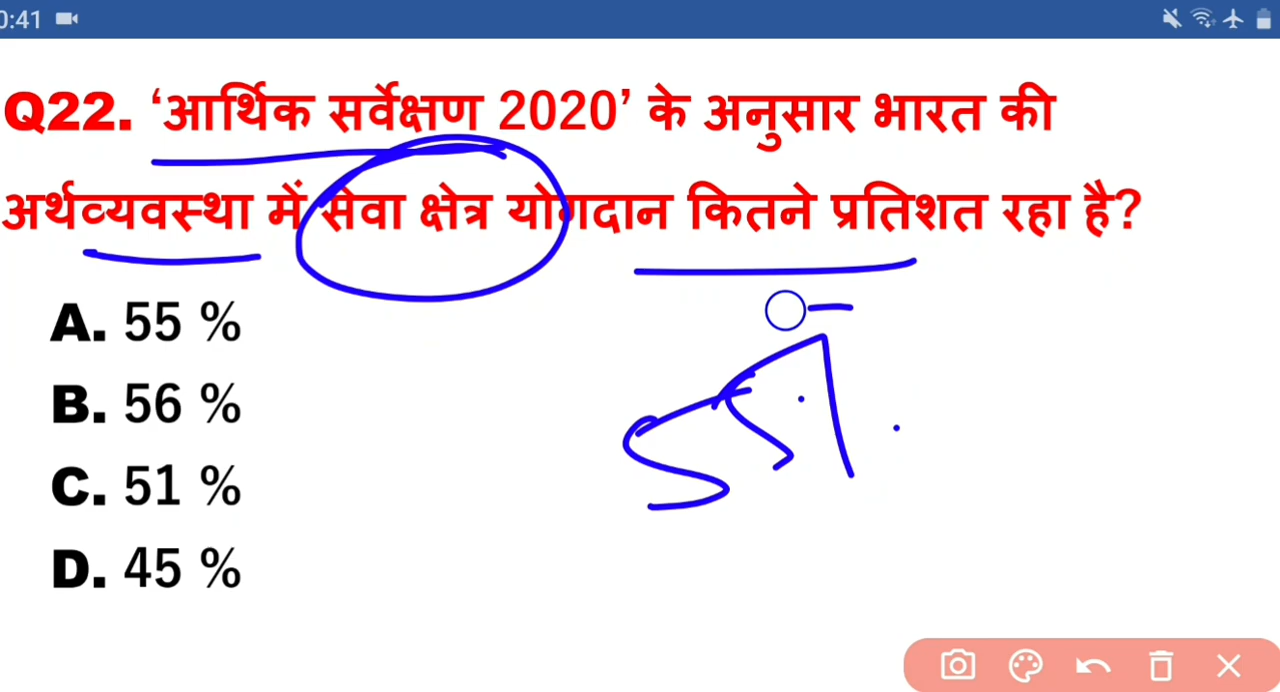 0:41
Q22. ‘आर्थिक सर्वेक्षण 2020’ के अनुसार भारत की
अर्थव्यवस्था में सेवा क्षेत्र योगदान कितने प्रतिशत रहा है?
A. 55 %
B. 56 %
C. 51 %
D. 45 %